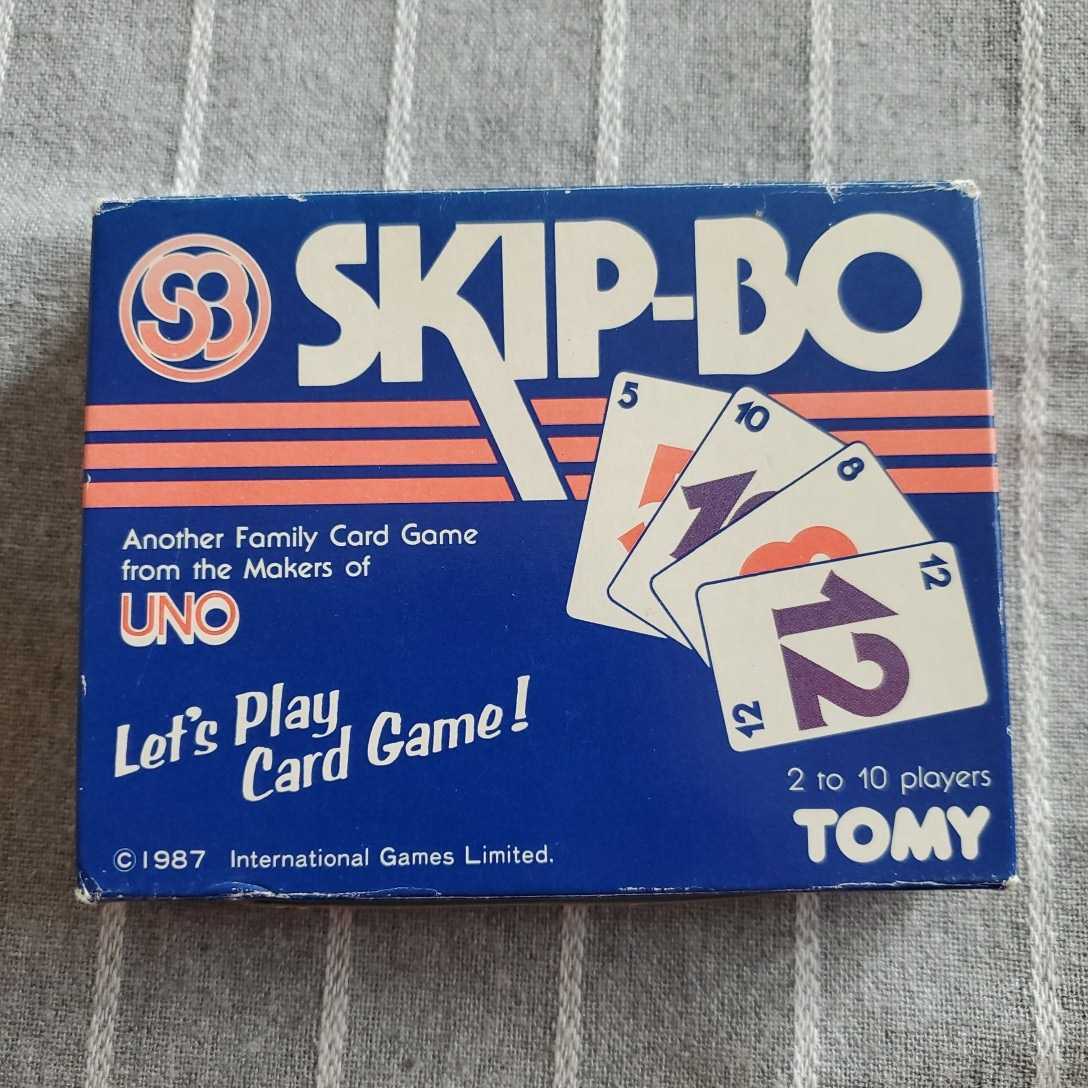 SB
SKIP-BO
5
10
8
12
12
12
Another Family Card Game
from the Makers of
UNO
Let's Play
Card Game!
2 to 10 players
TOMY
©1987 International Games Limited.